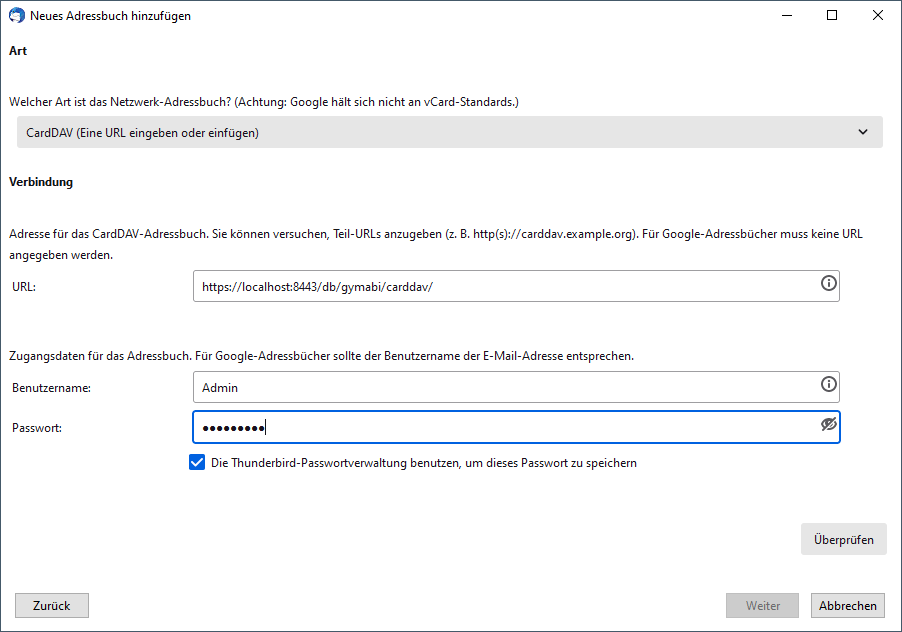 Neues Adressbuch hinzufügen
Art
Welcher Art ist das Netzwerk-Adressbuch? (Achtung: Google hält sich nicht an vCard-Standards.)
CardDAV (Eine URL eingeben oder einfügen)
Verbindung
Adresse für das CardDAV-Adressbuch. Sie können versuchen, Teil-URLs anzugeben (z. B. http(s)://carddav.example.org). Für Google-Adressbücher muss keine URL
angegeben werden.
URL: https://localhost:8443/db/gymabi/carddav/
Zugangsdaten für das Adressbuch. Für Google-Adressbücher sollte der Benutzername der E-Mail-Adresse entsprechen.
Benutzername: Admin
Passwort: •••••••••
Die Thunderbird-Passwortverwaltung benutzen, um dieses Passwort zu speichern
Überprüfen
Zurück Weiter Abbrechen